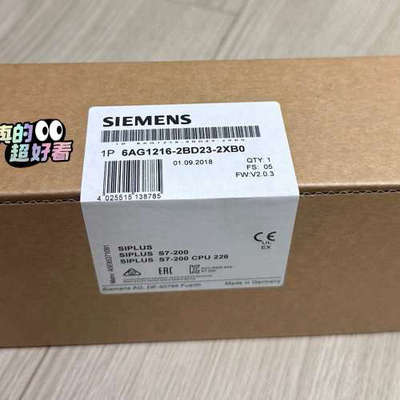 真的
超好看
SIEMENS
1P 6AG1216-2BD23-2XB0
01.09.2018
QTY 1
FS: 05
FW:V2.0.3
4 025515 138785
SIPLUS
SIPLUS S7-200
SIPLUS S7-200 CPU 226
CE
UL
EX
EAC
Siemens AG, DE-90766 Fuerth
Made in Germany